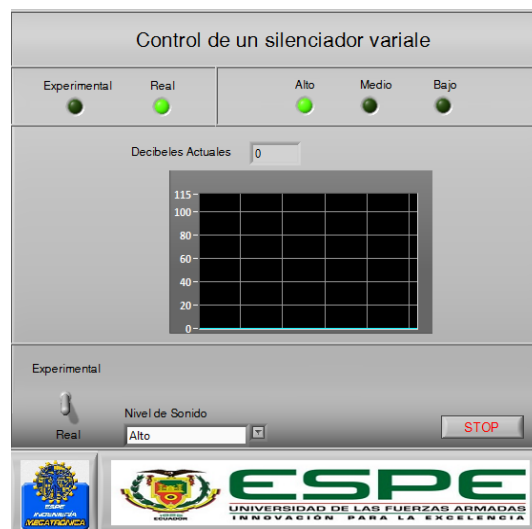 Control de un silenciador variale
Experimental Real Alto Medio Bajo
Decibeles Actuales 0
115
100
80
60
40
20
0
Experimental
Real
Nivel de Sonido
Alto
STOP
ESPE
INGENIERÍA
MECATRÓNICA
ECUADOR
ESPE
UNIVERSIDAD DE LAS FUERZAS ARMADAS
INNOVACIÓN PARA LA EXCELENCIA